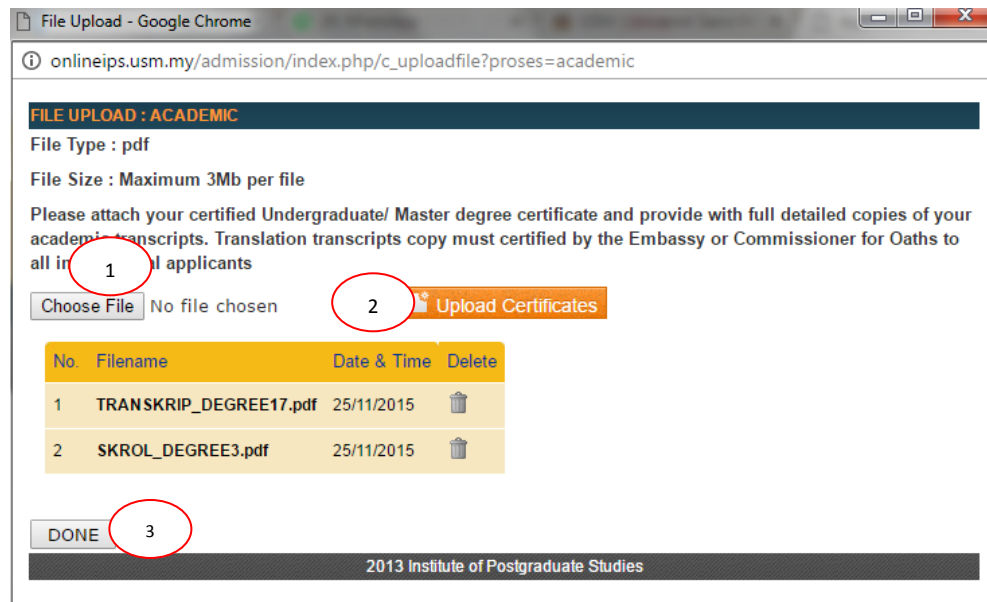 File Upload - Google Chrome
onlineips.usm.my/admission/index.php/c_uploadfile?proses=academic
FILE UPLOAD : ACADEMIC
File Type : pdf
File Size : Maximum 3Mb per file
Please attach your certified Undergraduate/ Master degree certificate and provide with full detailed copies of your
academic transcripts. Translation transcripts copy must certified by the Embassy or Commissioner for Oaths to
all applicants
1
Choose File No file chosen 2 Upload Certificates
No. Filename Date & Time Delete
1 TRANSKRIP_DEGREE17.pdf 25/11/2015
2 SKROL_DEGREE3.pdf 25/11/2015
DONE 3
2013 Institute of Postgraduate Studies